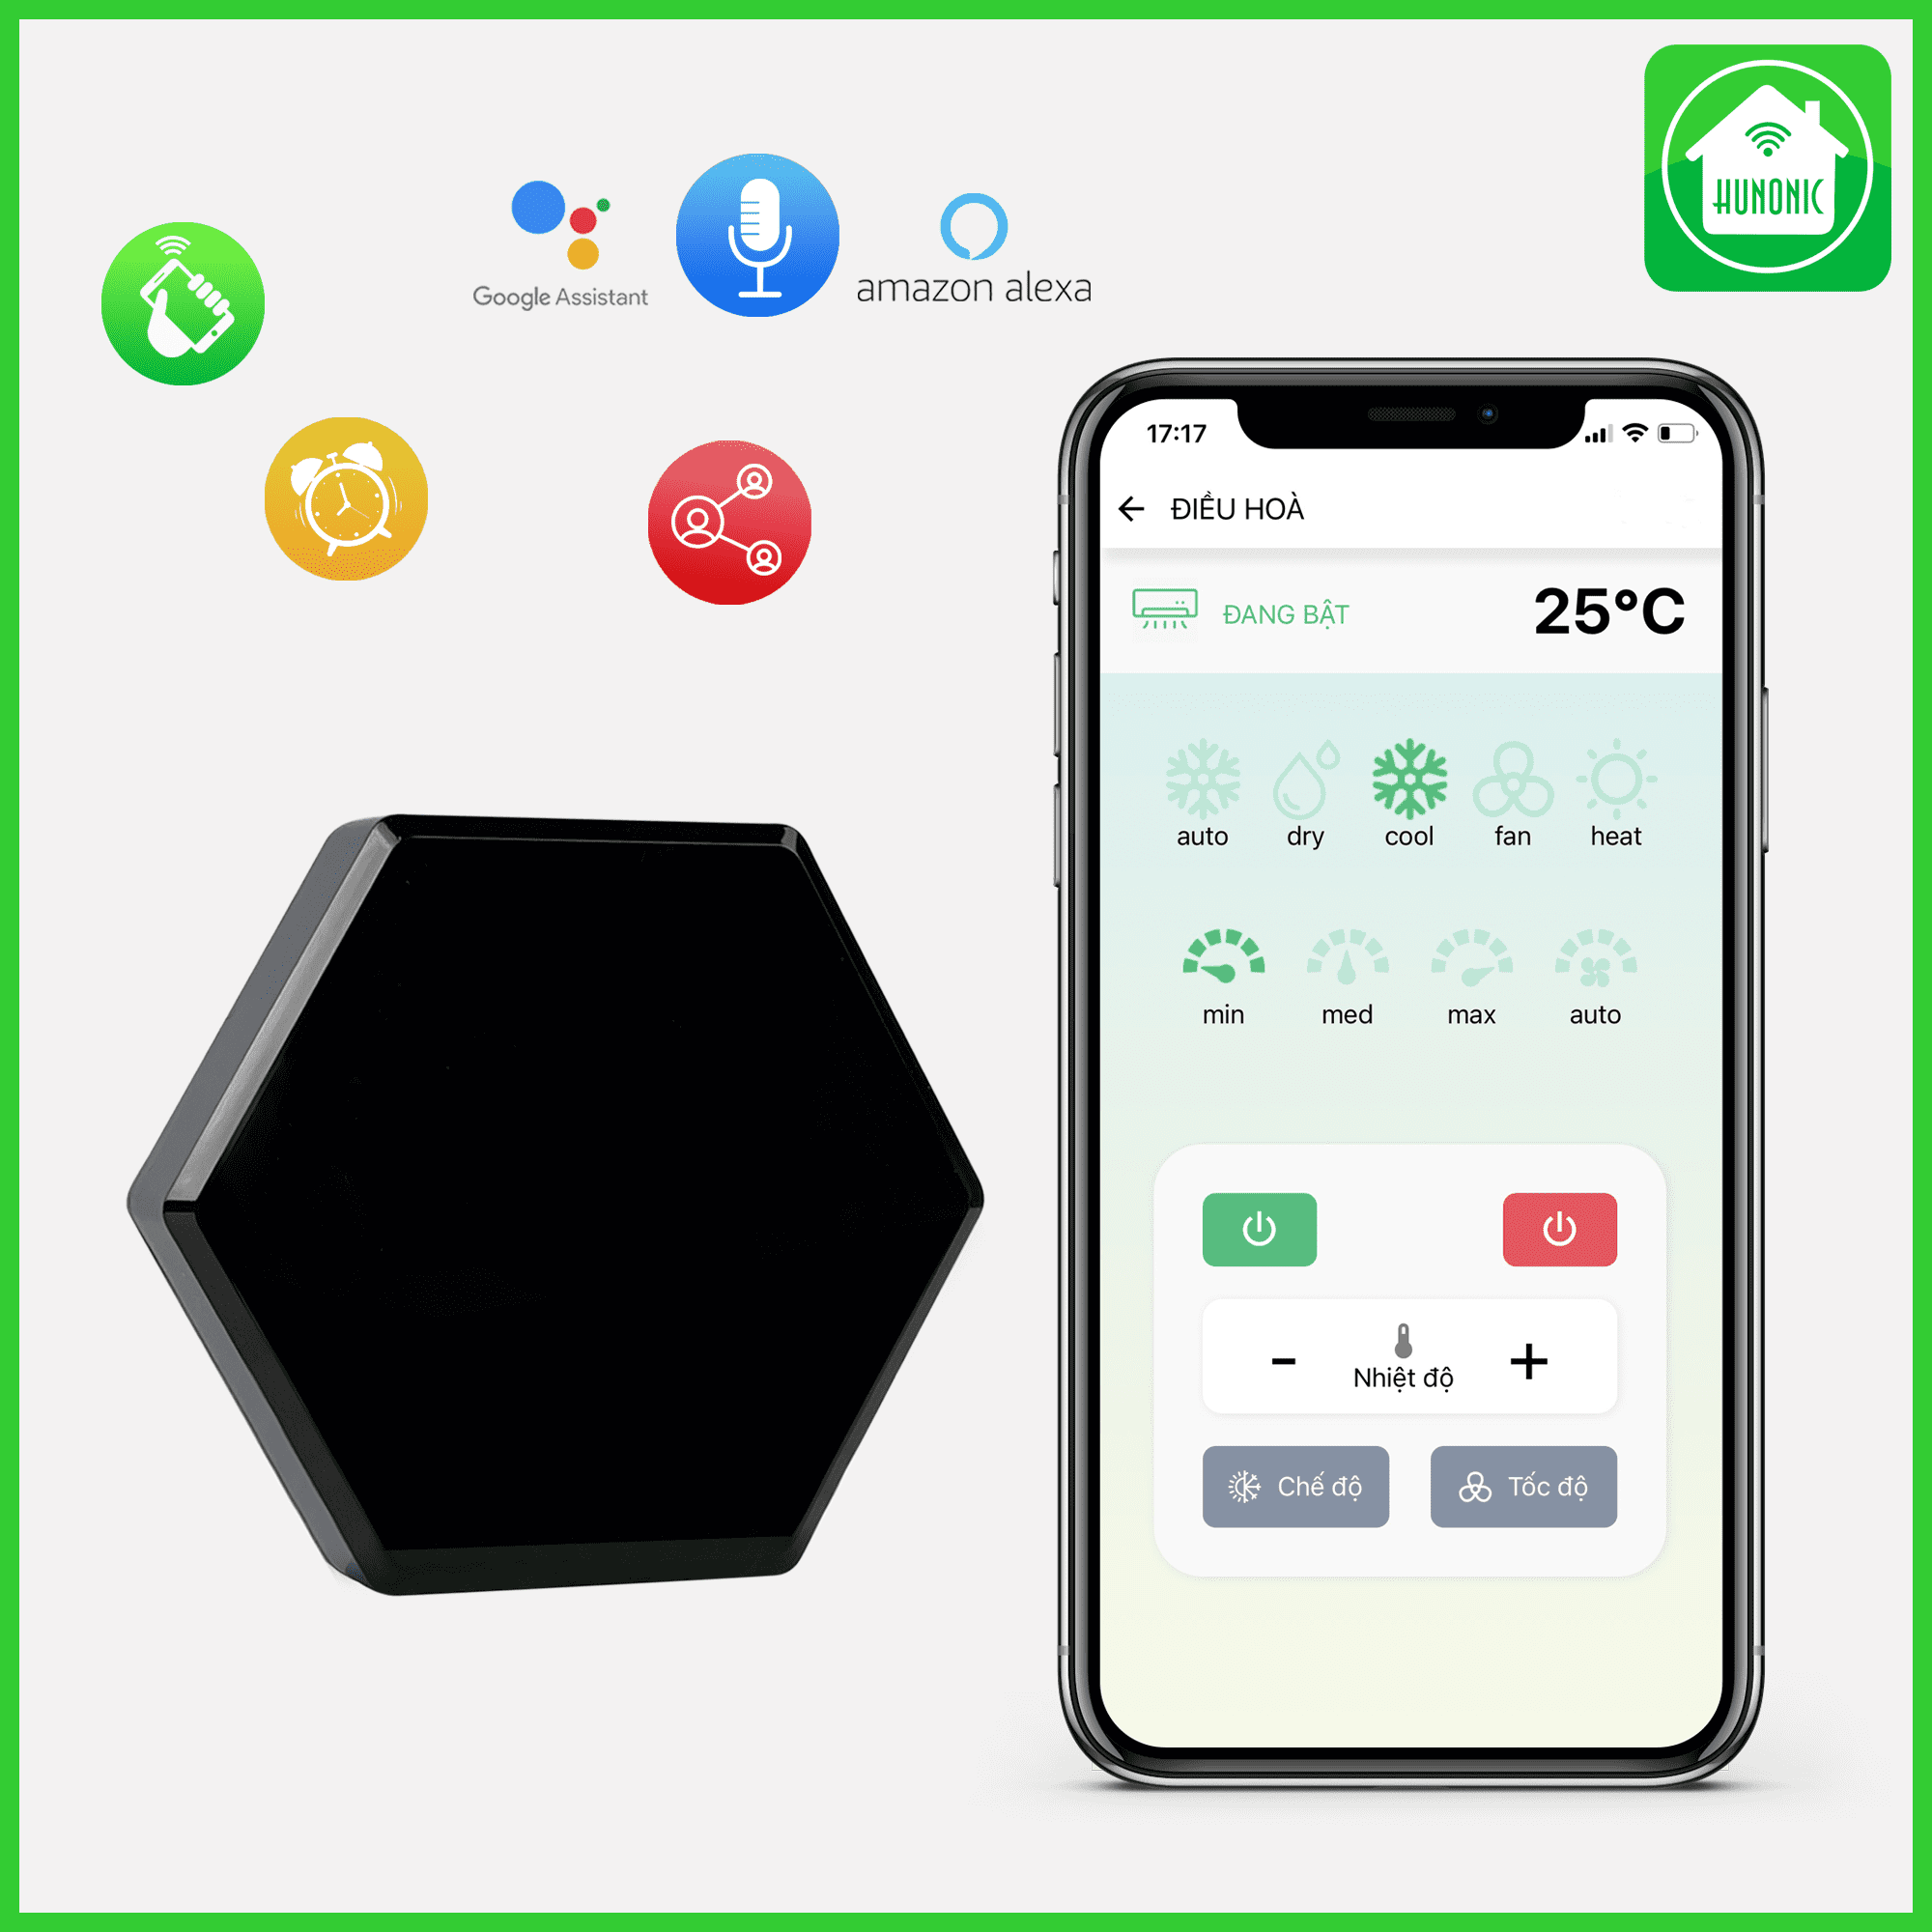 HUNONIC
Google Assistant
amazon alexa
17:17
ĐIỀU HOÀ
ĐANG BẬT
25°C
auto
dry
cool
fan
heat
min
med
max
auto
- Nhiệt độ +
Chế độ
Tốc độ